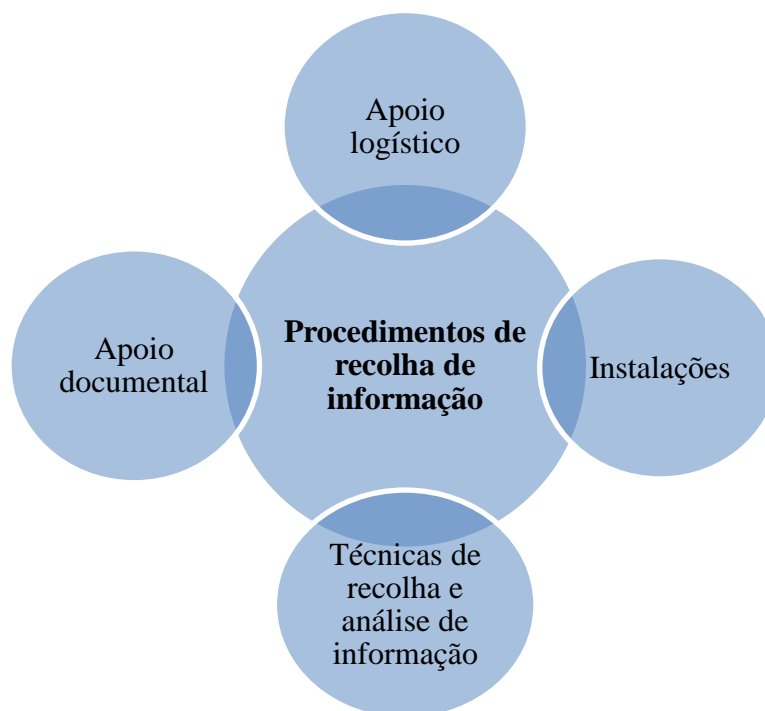 Apoio
logístico
Procedimentos de
recolha de
informação
Apoio
documental
Instalações
Técnicas de
recolha e
análise de
informação